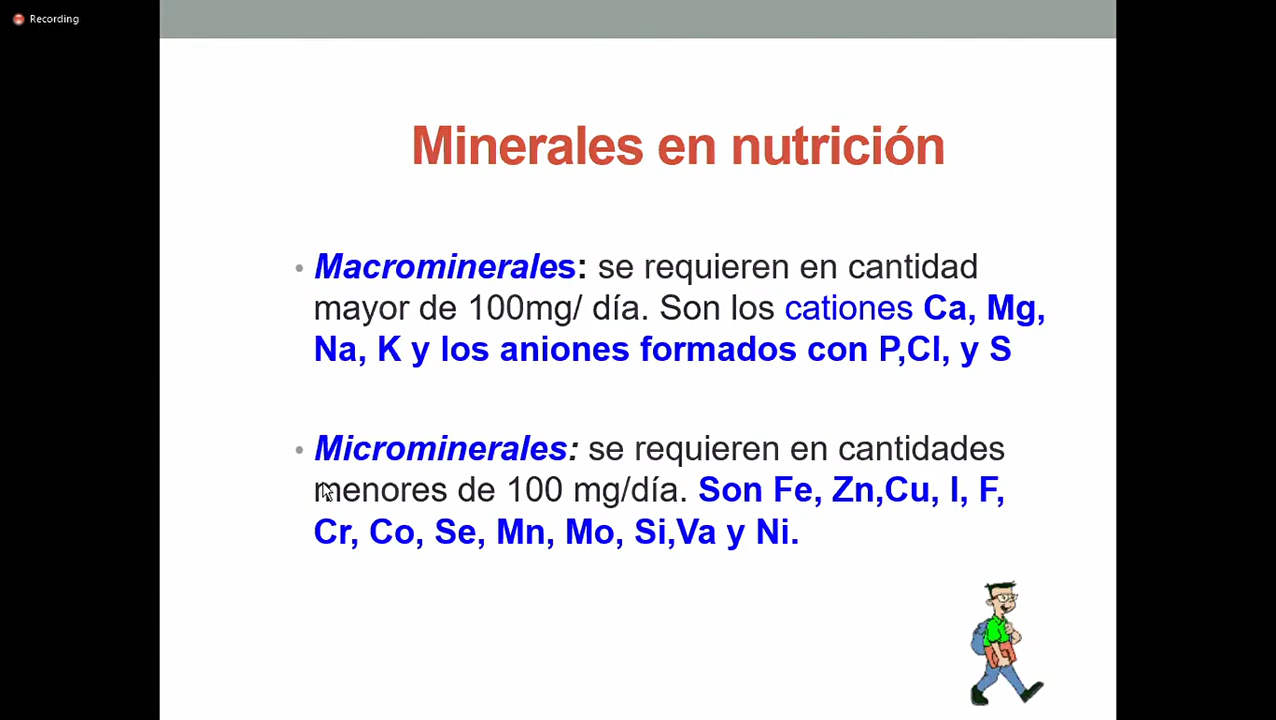 Recording
Minerales en nutrición
• Macrominerales: se requieren en cantidad
mayor de 100mg/ día. Son los cationes Ca, Mg,
Na, K y los aniones formados con P,Cl, y S
• Microminerales: se requieren en cantidades
menores de 100 mg/día. Son Fe, Zn,Cu, I, F,
Cr, Co, Se, Mn, Mo, Si,Va y Ni.